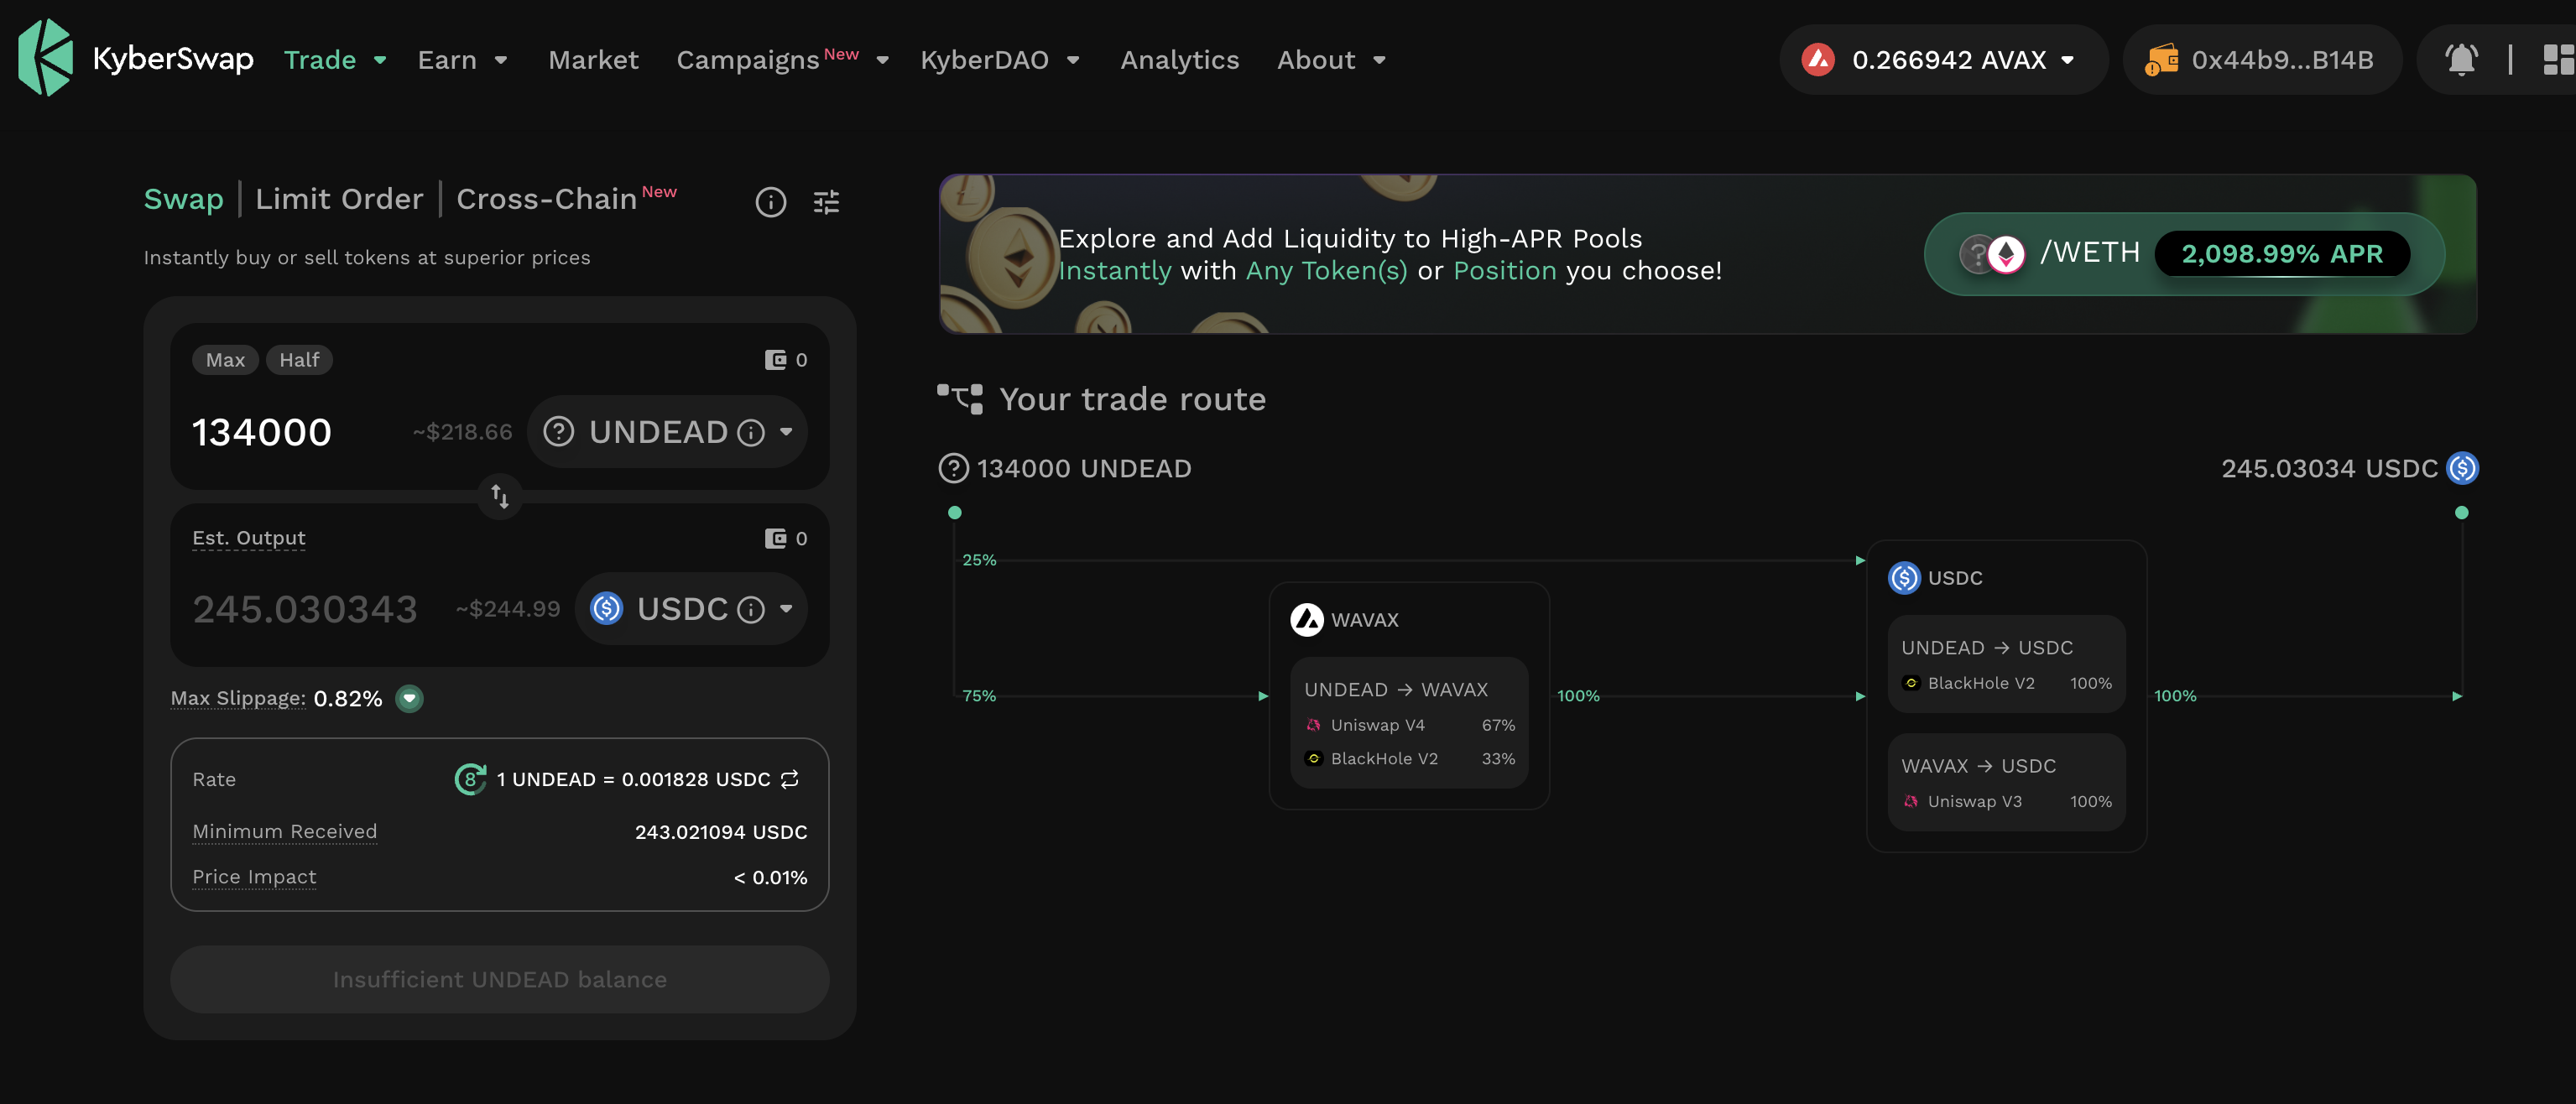 KyberSwap Trade Earn Market Campaigns New KyberDAO Analytics About 0.266942 AVAX 0x44b9...B14B
Swap | Limit Order | Cross-Chain New
Instantly buy or sell tokens at superior prices
Max Half 0
134000 ~$218.66 UNDEAD
Est. Output 0
245.030343 ~$244.99 USDC
Max Slippage: 0.82%
Rate 8 1 UNDEAD = 0.001828 USDC
Minimum Received 243.021094 USDC
Price Impact < 0.01%
Insufficient UNDEAD balance
Explore and Add Liquidity to High-APR Pools
Instantly with Any Token(s) or Position you choose!
/WETH 2,098.99% APR
Your trade route
134000 UNDEAD 245.03034 USDC
25%
75%
WAVAX
UNDEAD → WAVAX
Uniswap V4 67%
BlackHole V2 33%
100%
USDC
UNDEAD → USDC
BlackHole V2 100%
WAVAX → USDC
Uniswap V3 100%
100%